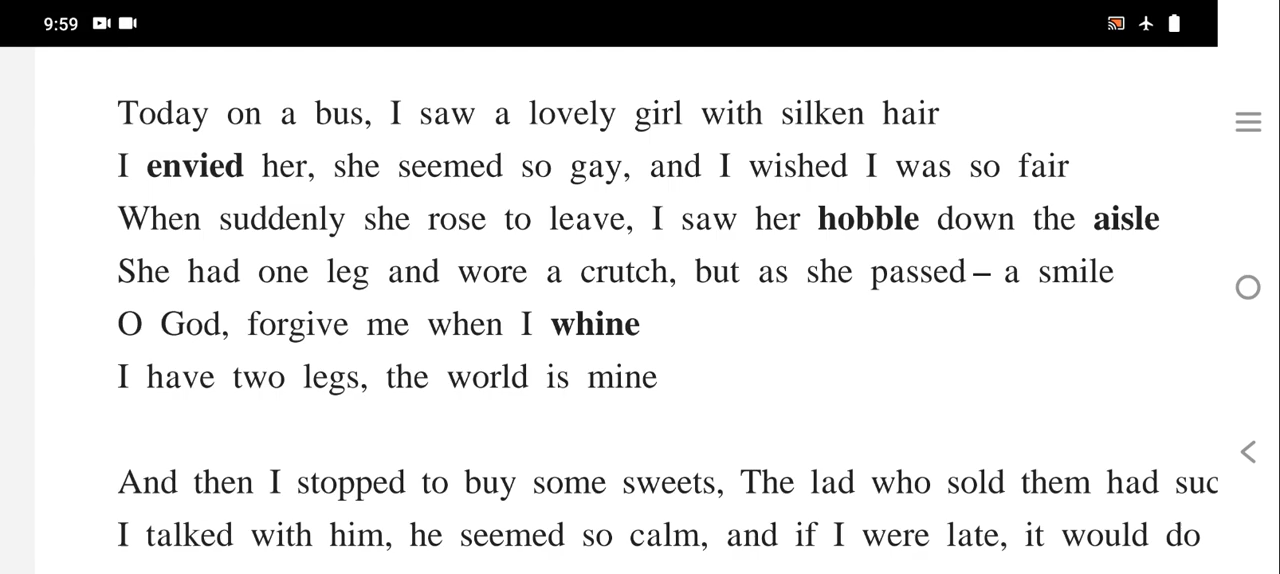 9:59
Today on a bus, I saw a lovely girl with silken hair
I envied her, she seemed so gay, and I wished I was so fair
When suddenly she rose to leave, I saw her hobble down the aisle
She had one leg and wore a crutch, but as she passed – a smile
O God, forgive me when I whine
I have two legs, the world is mine
And then I stopped to buy some sweets, The lad who sold them had suc
I talked with him, he seemed so calm, and if I were late, it would do